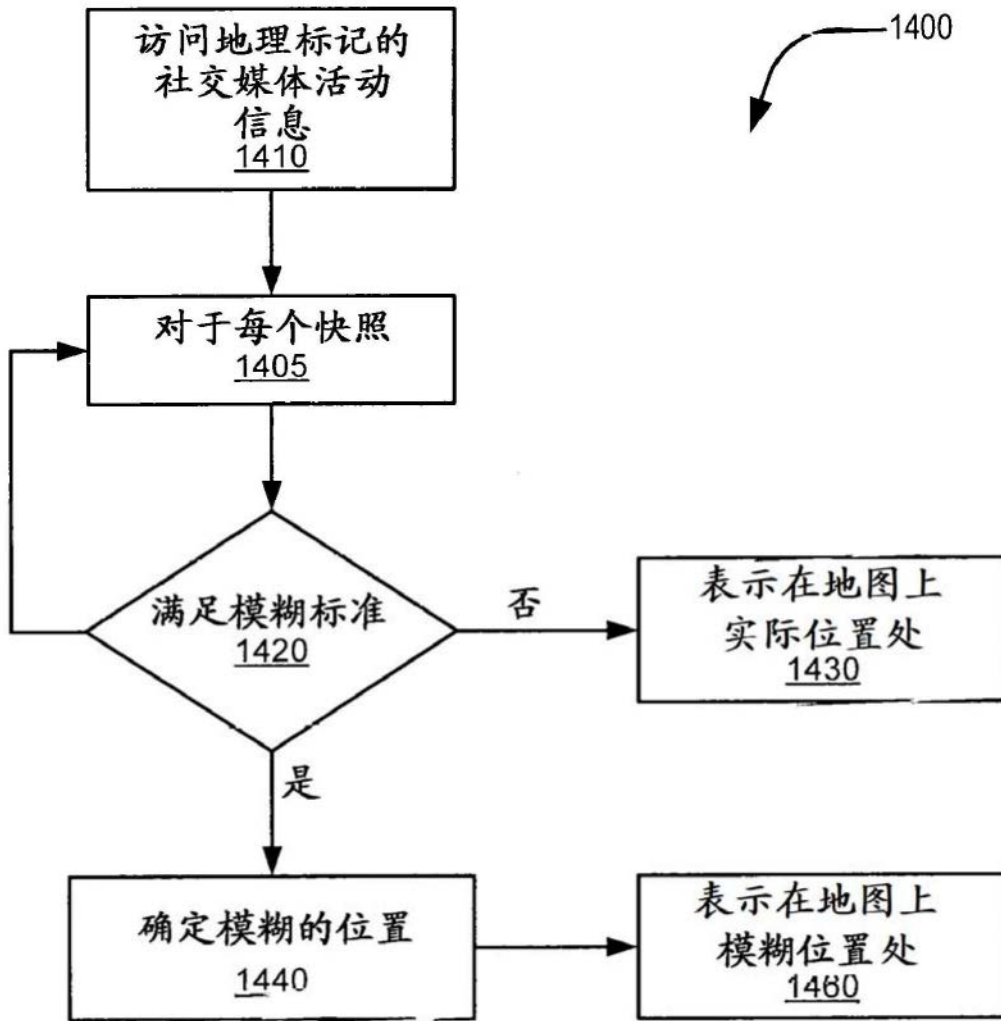 访问地理标记的
社交媒体活动
信息
1410
1400
对于每个快照
1405
满足模糊标准
1420
否
表示在地图上
实际位置处
1430
是
确定模糊的位置
1440
表示在地图上
模糊位置处
1460